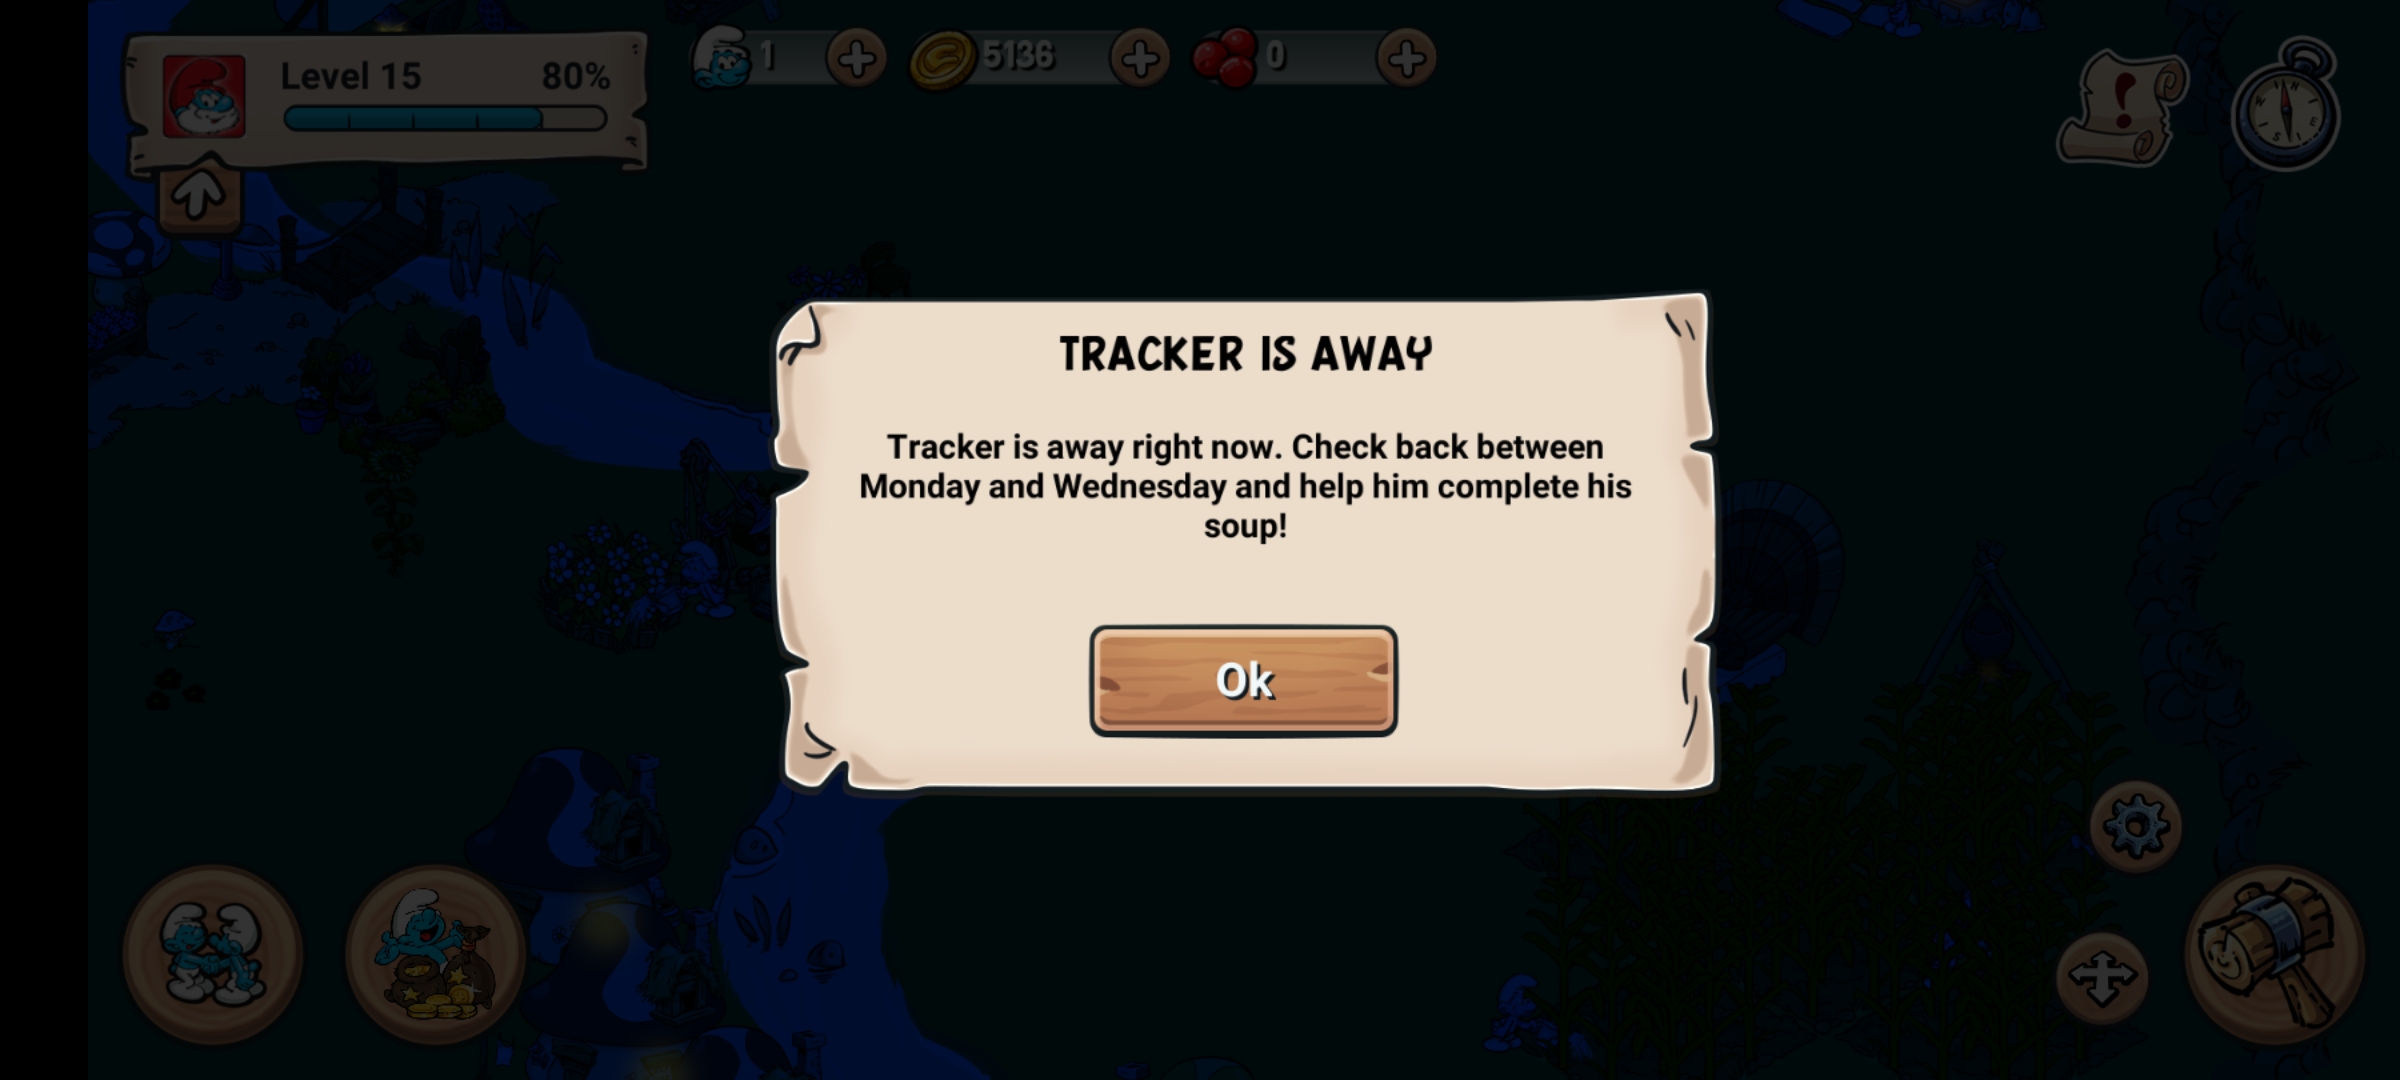 Level 15 80%
1
5136
0
TRACKER IS AWAY
Tracker is away right now. Check back between
Monday and Wednesday and help him complete his
soup!
Ok